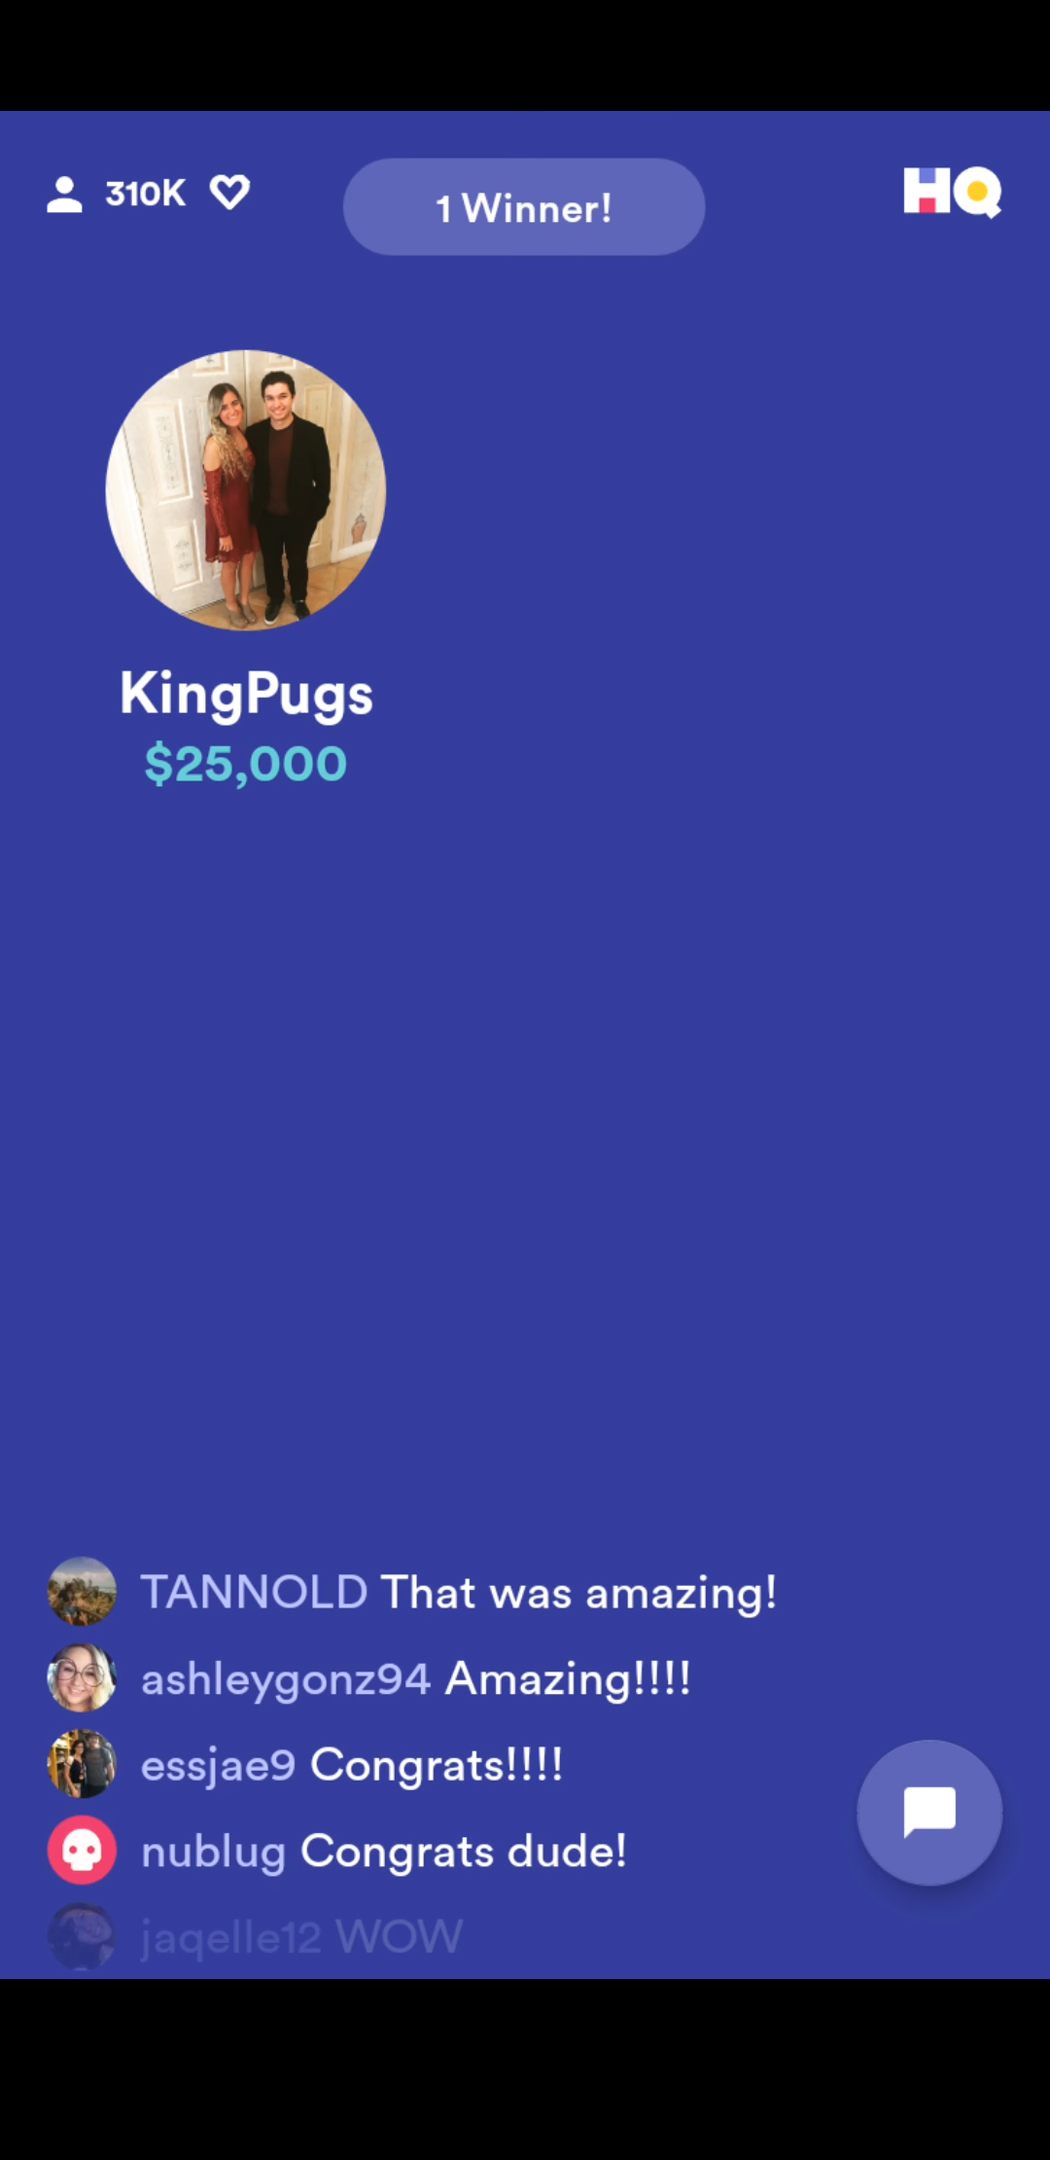 310K
1 Winner!
HQ
KingPugs
$25,000
TANNOLD That was amazing!
ashleygonz94 Amazing!!!!
essjae9 Congrats!!!!
nublug Congrats dude!
jaqelle12 WOW